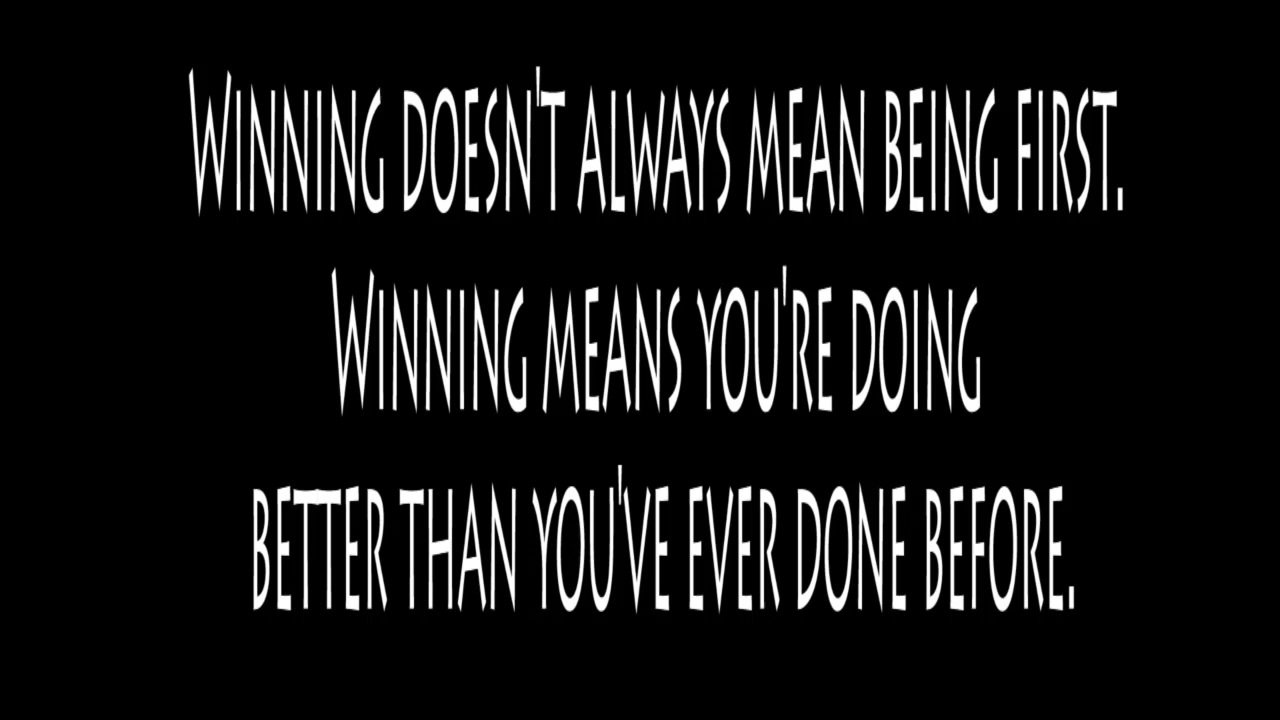 Winning doesn't always mean being first.
Winning means you're doing
better than you've ever done before.